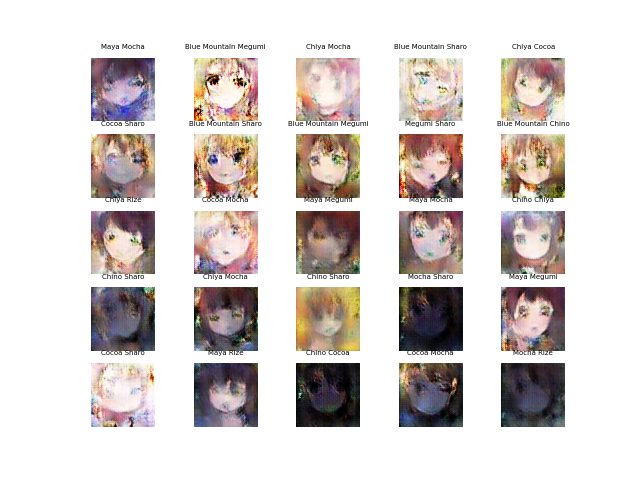 Maya Mocha
Blue Mountain Megumi
Chiya Mocha
Blue Mountain Sharo
Chiya Cocoa
Cocoa Sharo
Blue Mountain Sharo
Blue Mountain Megumi
Megumi Sharo
Blue Mountain Chino
Chiya Rize
Cocoa Mocha
Maya Megumi
Maya Mocha
Chino Chiya
Chino Sharo
Chiya Mocha
Chino Sharo
Mocha Sharo
Maya Megumi
Cocoa Sharo
Maya Rize
Chino Cocoa
Cocoa Mocha
Mocha Rize